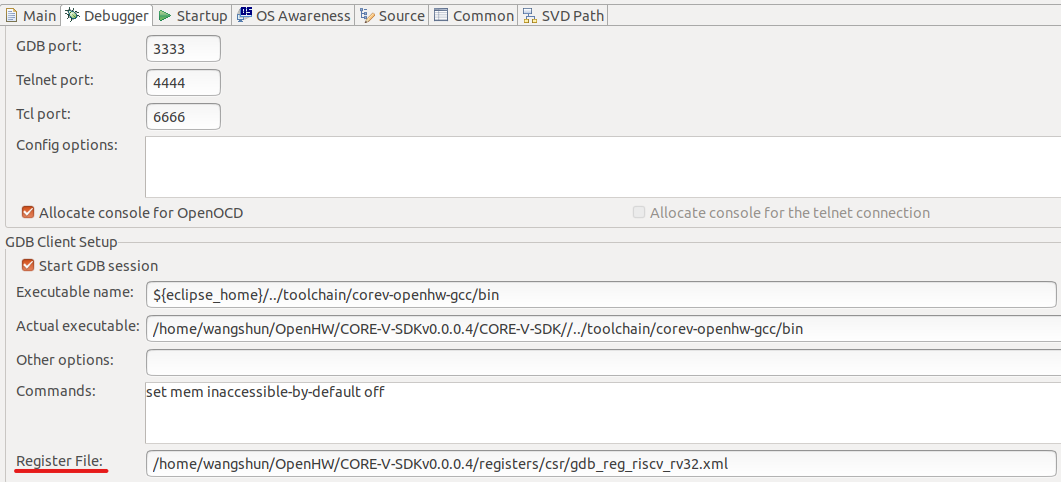 Main Debugger Startup OS Awareness Source Common SVD Path
GDB port: 3333
Telnet port: 4444
Tcl port: 6666
Config options:
Allocate console for OpenOCD Allocate console for the telnet connection
GDB Client Setup
Start GDB session
Executable name: ${eclipse_home}/../toolchain/corev-openhw-gcc/bin
Actual executable: /home/wangshun/OpenHW/CORE-V-SDKv0.0.0.4/CORE-V-SDK//../toolchain/corev-openhw-gcc/bin
Other options:
Commands: set mem inaccessible-by-default off
Register File: /home/wangshun/OpenHW/CORE-V-SDKv0.0.0.4/registers/csr/gdb_reg_riscv_rv32.xml